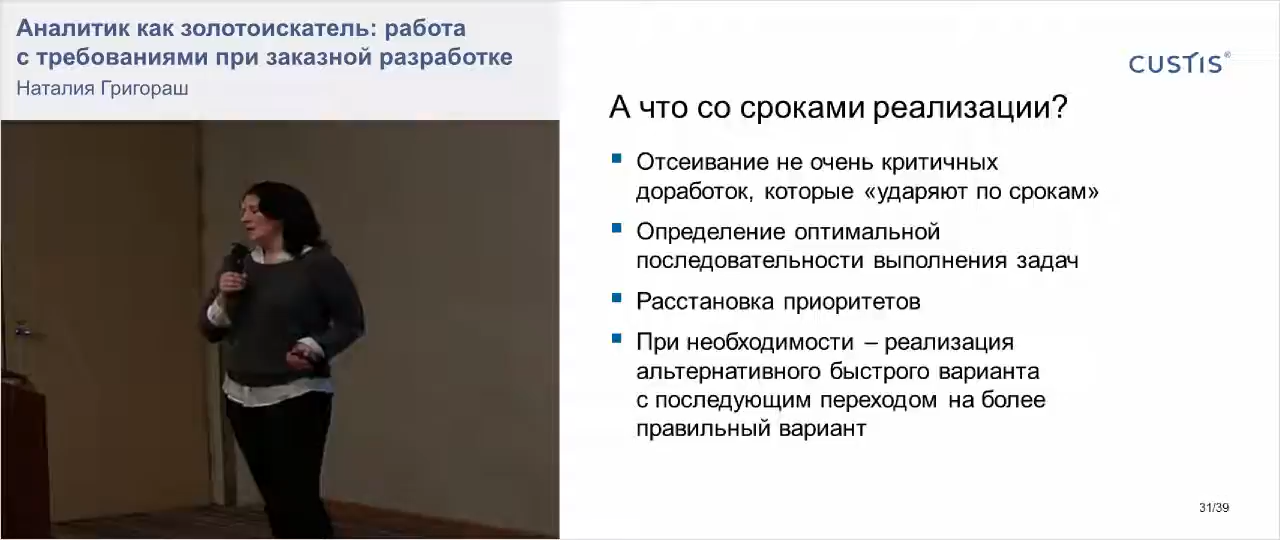 Аналитик как золотоискатель: работа
с требованиями при заказной разработке
Наталия Григораш
CUSTIS®
А что со сроками реализации?
Отсеивание не очень критичных
доработок, которые «ударяют по срокам»
Определение оптимальной
последовательности выполнения задач
Расстановка приоритетов
При необходимости – реализация
альтернативного быстрого варианта
с последующим переходом на более
правильный вариант
31/39